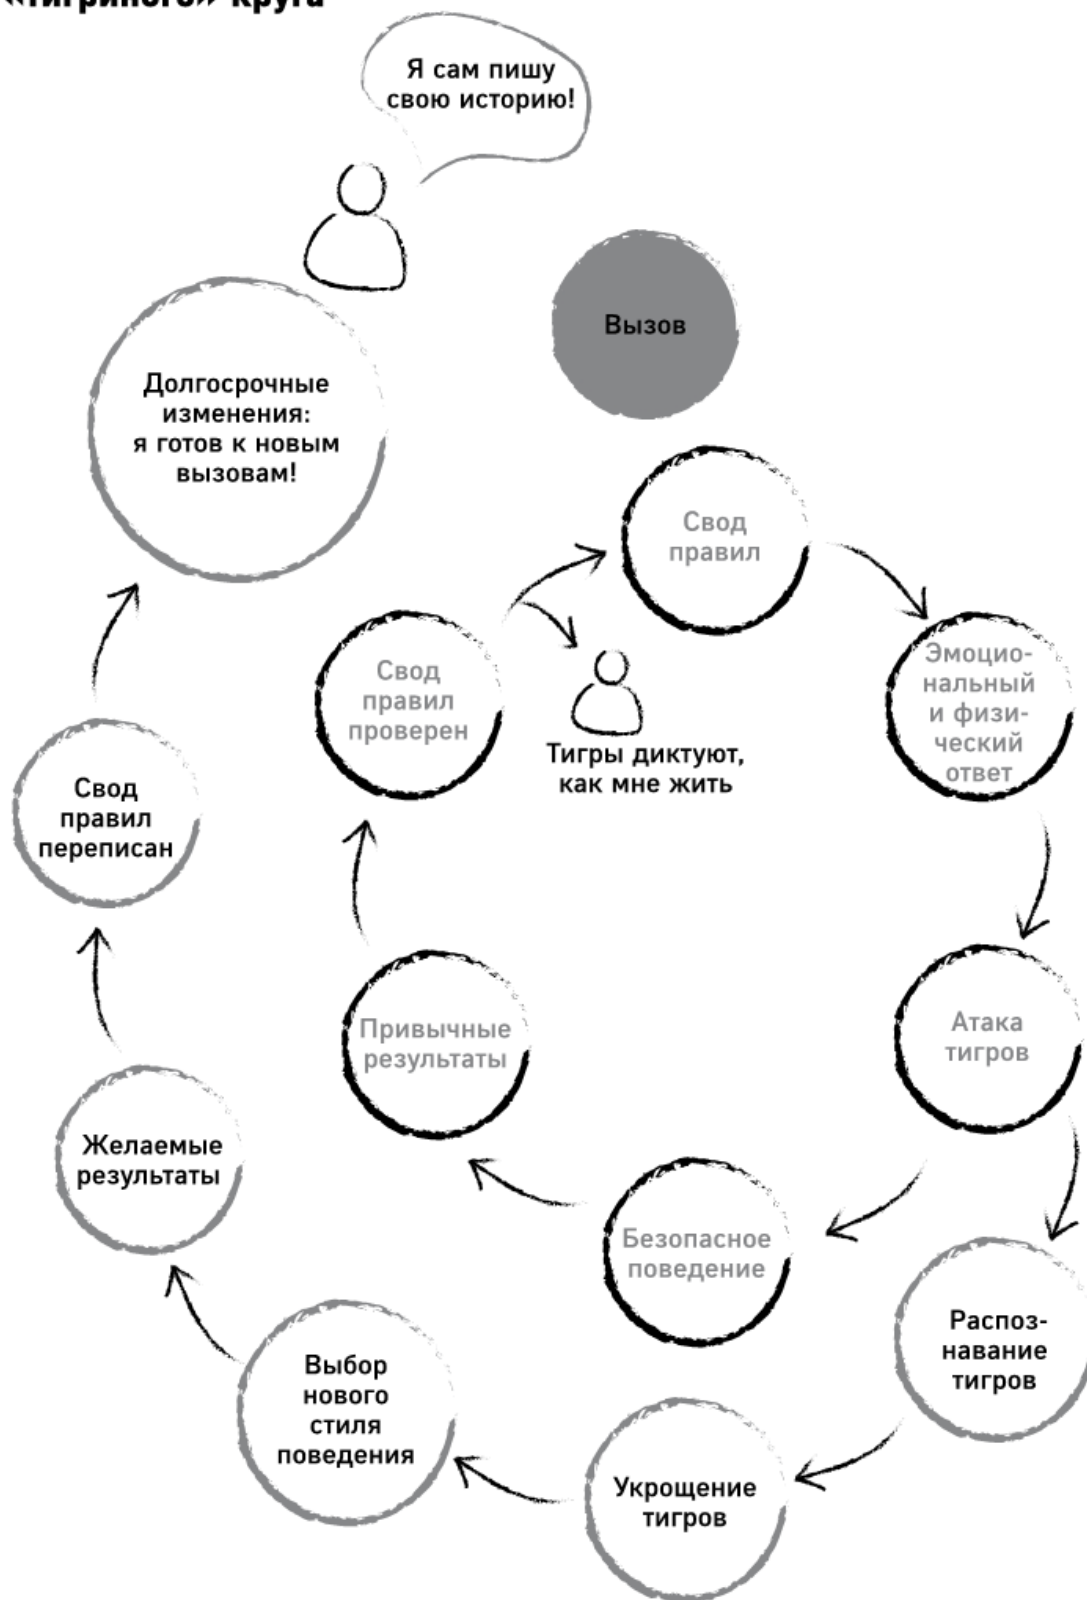 «тигриного» круга
Я сам пишу
свою историю!
Вызов
Долгосрочные
изменения:
я готов к новым
вызовам!
Свод
правил
Эмоцио-
нальный
и физи-
ческий
ответ
Свод
правил
проверен
Тигры диктуют,
как мне жить
Свод
правил
переписан
Атака
тигров
Привычные
результаты
Желаемые
результаты
Безопасное
поведение
Распоз-
навание
тигров
Выбор
нового
стиля
поведения
Укрощение
тигров